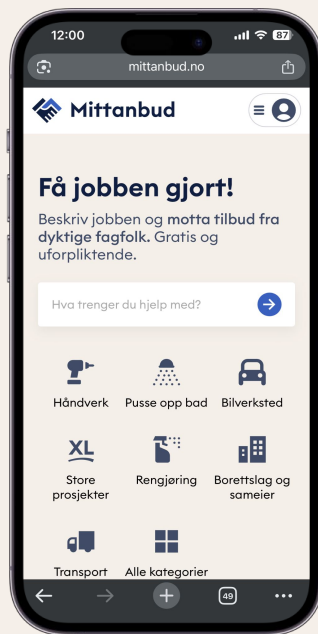 12:00
87
mittanbud.no
Mittanbud
Få jobben gjort!
Beskriv jobben og motta tilbud fra
dyktige fagfolk. Gratis og
uforpliktende.
Hva trenger du hjelp med?
Håndverk
Pusse opp bad
Bilverksted
XL
Store
prosjekter
Rengjøring
Borettslag og
sameier
Transport
Alle kategorier
49